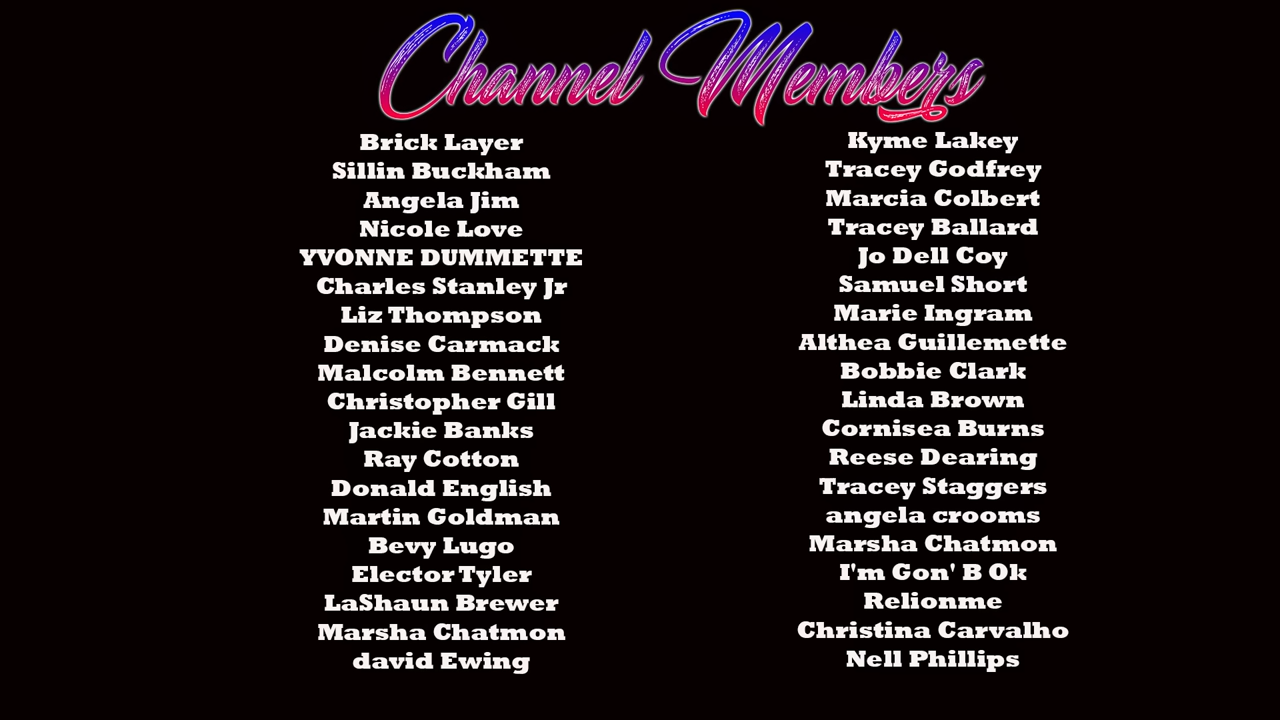 Channel Members
Brick Layer
Sillin Buckham
Angela Jim
Nicole Love
YVONNE DUMMETTE
Charles Stanley Jr
Liz Thompson
Denise Carmack
Malcolm Bennett
Christopher Gill
Jackie Banks
Ray Cotton
Donald English
Martin Goldman
Bevy Lugo
Elector Tyler
LaShaun Brewer
Marsha Chatmon
david Ewing
Kyme Lakey
Tracey Godfrey
Marcia Colbert
Tracey Ballard
Jo Dell Coy
Samuel Short
Marie Ingram
Althea Guillemette
Bobbie Clark
Linda Brown
Cornisea Burns
Reese Dearing
Tracey Staggers
angela crooms
Marsha Chatmon
I'm Gon' B Ok
Relionme
Christina Carvalho
Nell Phillips